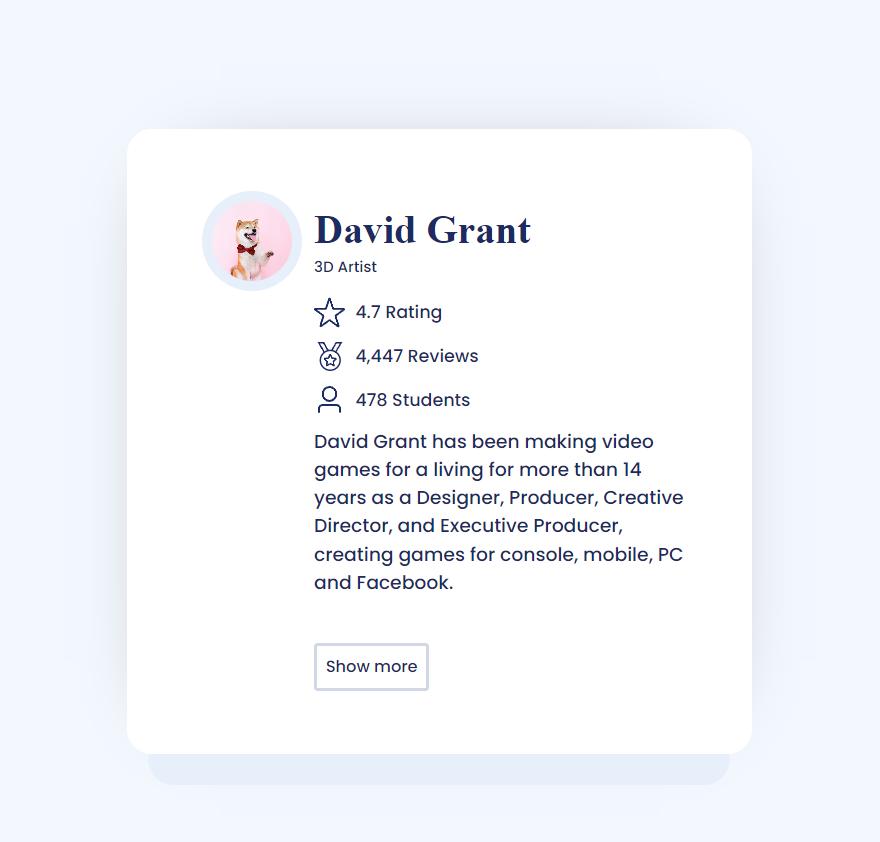 David Grant
3D Artist
4.7 Rating
4,447 Reviews
478 Students
David Grant has been making video
games for a living for more than 14
years as a Designer, Producer, Creative
Director, and Executive Producer,
creating games for console, mobile, PC
and Facebook.
Show more